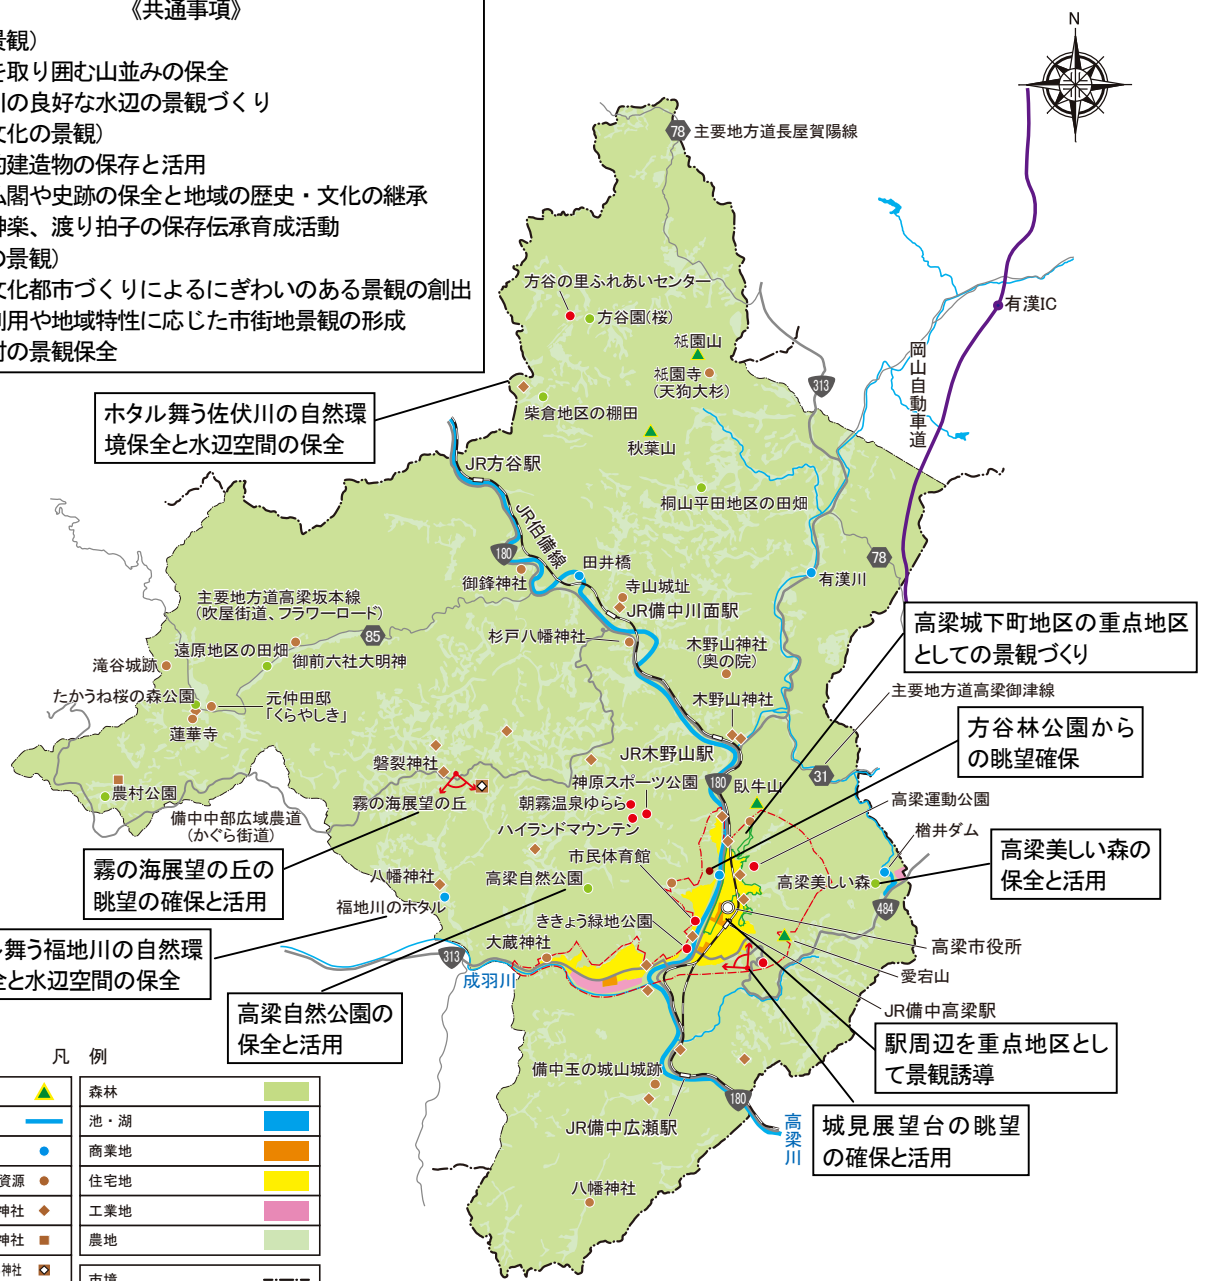 《共通事項》
景観)
を取り囲む山並みの保全
川の良好な水辺の景観づくり
文化の景観)
的建造物の保存と活用
仏閣や史跡の保全と地域の歴史・文化の継承
神楽、渡り拍子の保存伝承育成活動
の景観)
文化都市づくりによるにぎわいのある景観の創出
利用や地域特性に応じた市街地景観の形成
村の景観保全
N
78
主要地方道長屋賀陽線
有漢IC
岡山自動車道
方谷の里ふれあいセンター
方谷園(桜)
祇園山
祇園寺
(天狗大杉)
313
柴倉地区の棚田
秋葉山
ホタル舞う佐伏川の自然環
境保全と水辺空間の保全
JR方谷駅
桐山平田地区の田畑
JR伯備線
180
田井橋
御鋒神社
78
有漢川
寺山城址
JR備中川面駅
主要地方道高梁坂本線
(吹屋街道、フラワーロード)
85
杉戸八幡神社
木野山神社
(奥の院)
高梁城下町地区の重点地区
としての景観づくり
遠原地区の田畑
御前六社大明神
滝谷城跡
たかうね桜の森公園
元仲田邸
「くらやしき」
蓮華寺
木野山神社
主要地方道高梁御津線
方谷林公園から
の眺望確保
JR木野山駅
磐裂神社
180
31
神原スポーツ公園
臥牛山
農村公園
霧の海展望の丘
朝霧温泉ゆらら
高梁運動公園
備中中部広域農道
(かぐら街道)
ハイランドマウンテン
楢井ダム
霧の海展望の丘の
眺望の確保と活用
市民体育館
高梁美しい森の
保全と活用
八幡神社
高梁自然公園
高梁美しい森
福地川のホタル
484
ききょう緑地公園
舞う福地川の自然環
全と水辺空間の保全
大蔵神社
高梁市役所
313
成羽川
愛宕山
高梁自然公園の
保全と活用
JR備中高梁駅
駅周辺を重点地区とし
て景観誘導
備中玉の城山城跡
180
城見展望台の眺望
の確保と活用
JR備中広瀬駅
高梁川
八幡神社
凡 例
森林
池・湖
商業地
資源
住宅地
神社
工業地
神社
農地
神社
市境